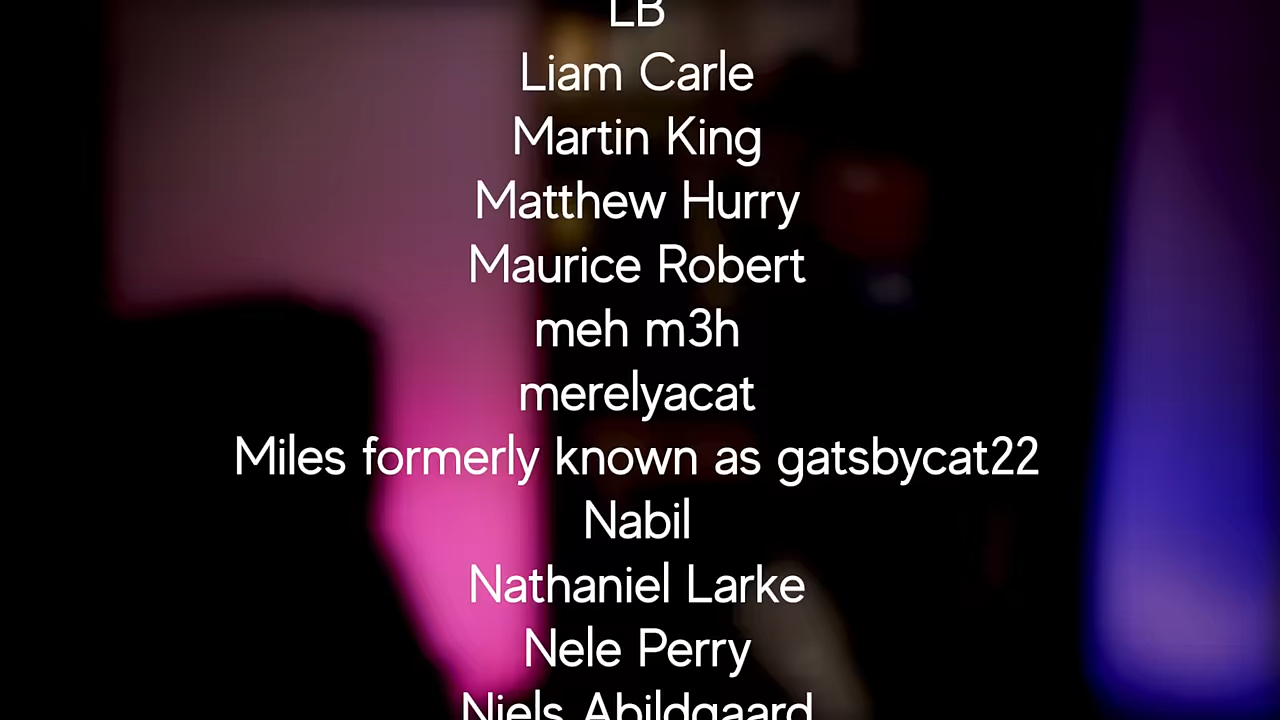 LB
Liam Carle
Martin King
Matthew Hurry
Maurice Robert
meh m3h
merelyacat
Miles formerly known as gatsbycat22
Nabil
Nathaniel Larke
Nele Perry
Niels Abildgaard